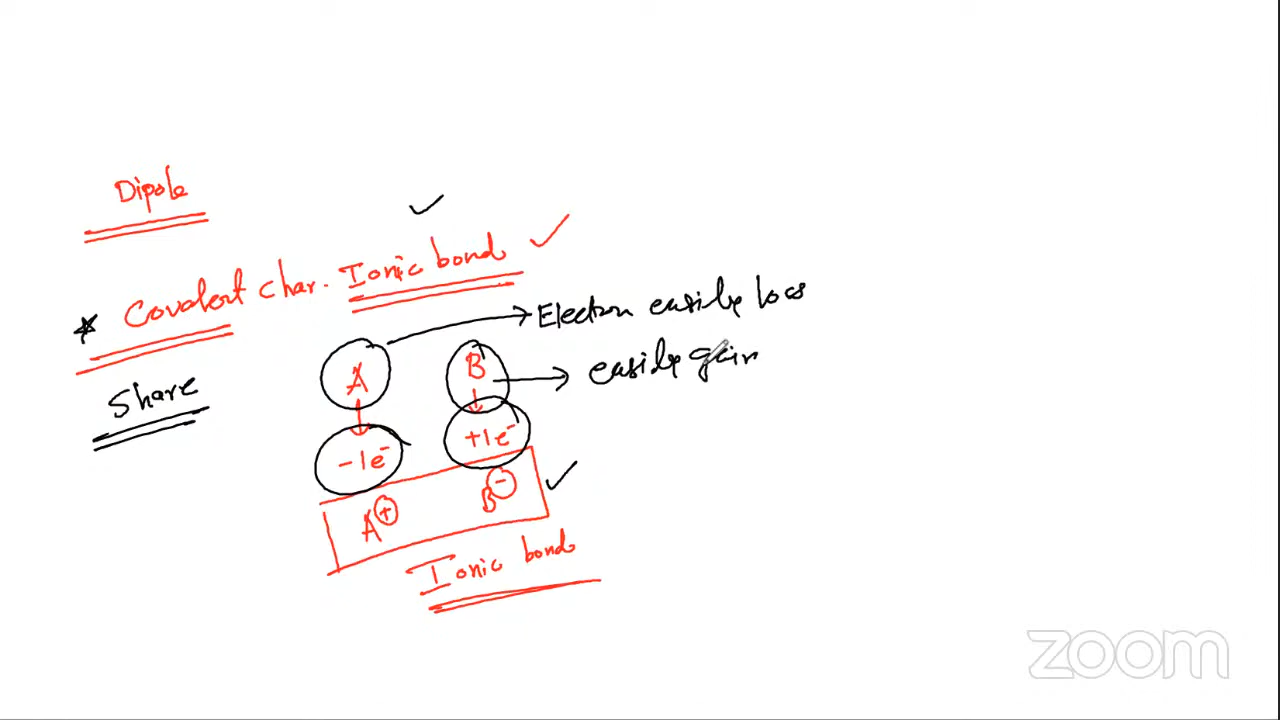 Dipole
* Covalent char. Ionic bond
Share
A → Electron easily loss
B → easily gain
-1e⁻ +1e⁻
A⁺ B⁻
Ionic bond
zoom